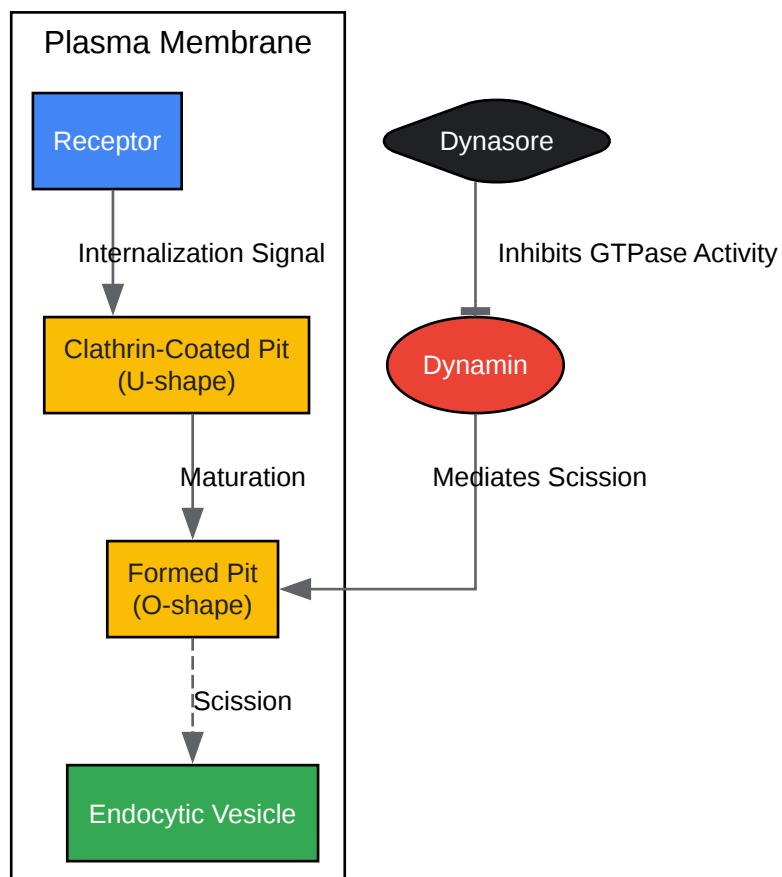 Plasma Membrane
Receptor
Dynasore
Internalization Signal
Inhibits GTPase Activity
Clathrin-Coated Pit
(U-shape)
Dynamin
Maturation
Mediates Scission
Formed Pit
(O-shape)
Scission
Endocytic Vesicle